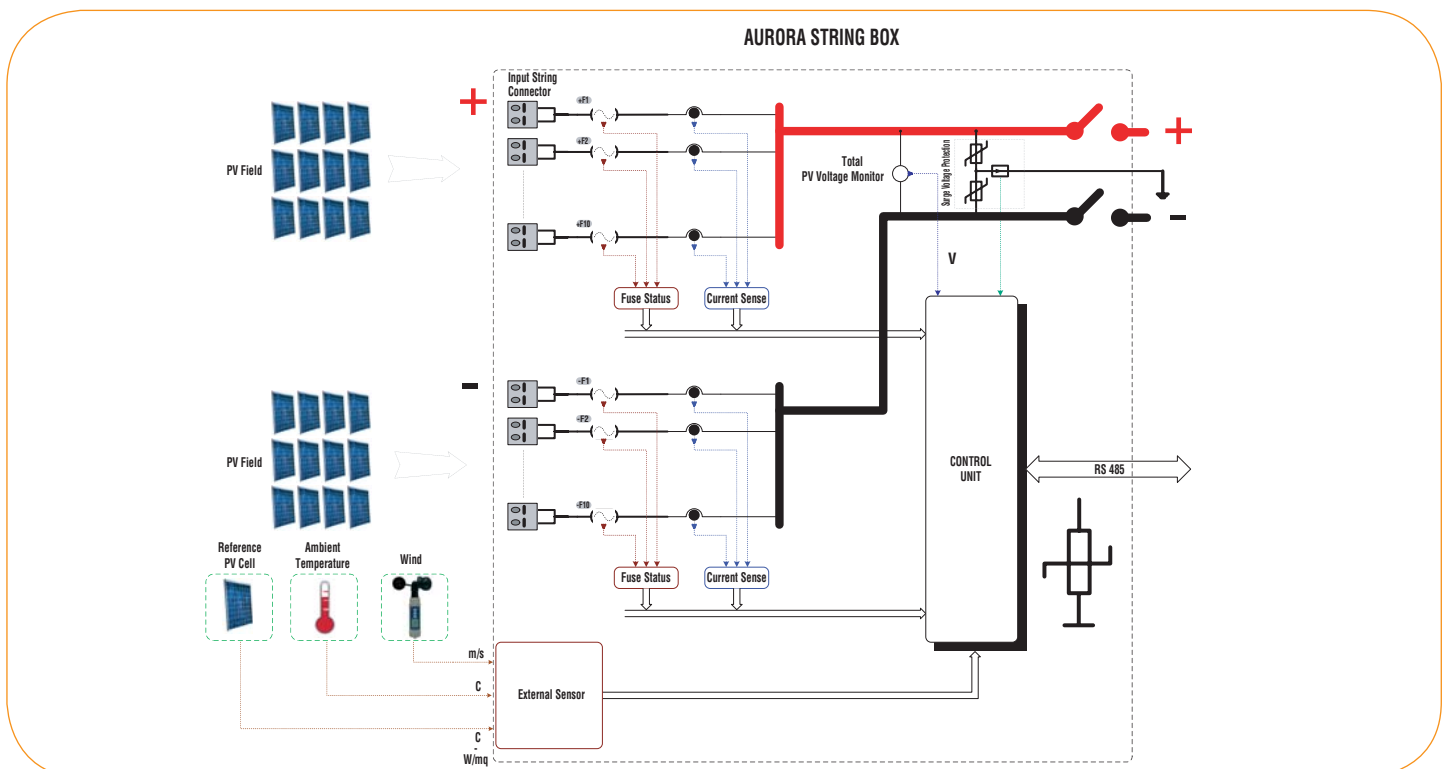 AURORA STRING BOX
Input String
Connector
+
+F1
+F2
+F10
PV Field
Total
PV Voltage Monitor
Surge Voltage Protection
+
-
V
Fuse Status
Current Sense
-
-F1
-F2
-F10
PV Field
CONTROL
UNIT
RS 485
Fuse Status
Current Sense
Reference
PV Cell
Ambient
Temperature
Wind
m/s
C
C
-
W/mq
External Sensor